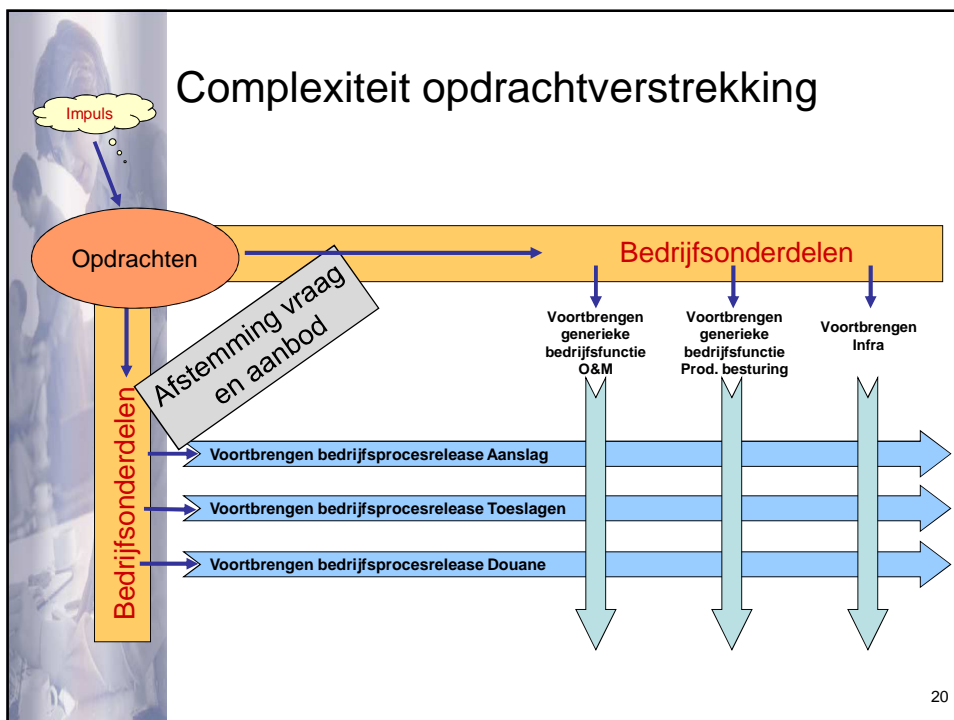 Complexiteit opdrachtverstrekking
Impuls
Opdrachten
Bedrijfsonderdelen
Afstemming vraag
en aanbod
Voortbrengen
generieke
bedrijfsfunctie
O&M
Voortbrengen
generieke
bedrijfsfunctie
Prod. besturing
Voortbrengen
Infra
Bedrijfsonderdelen
Voortbrengen bedrijfsprocesrelease Aanslag
Voortbrengen bedrijfsprocesrelease Toeslagen
Voortbrengen bedrijfsprocesrelease Douane
20